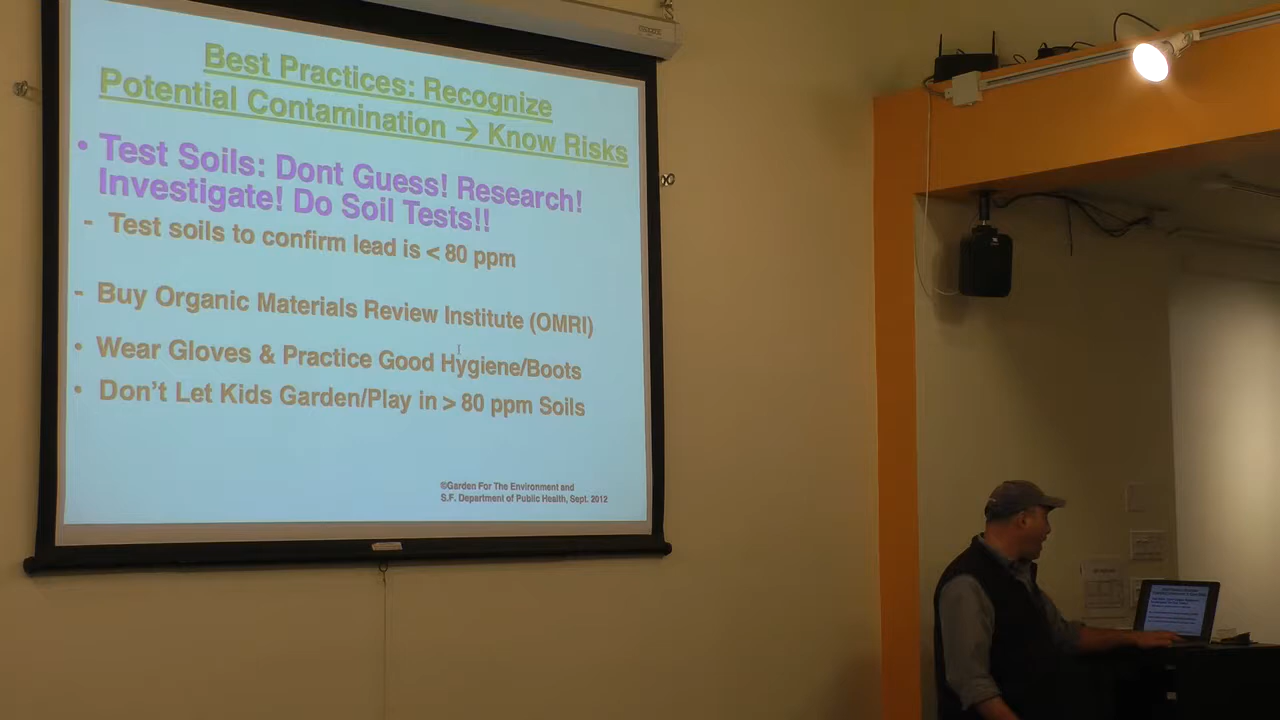 Best Practices: Recognize
Potential Contamination → Know Risks
• Test Soils: Dont Guess! Research!
Investigate! Do Soil Tests!!
- Test soils to confirm lead is < 80 ppm
- Buy Organic Materials Review Institute (OMRI)
• Wear Gloves & Practice Good Hygiene/Boots
• Don't Let Kids Garden/Play in > 80 ppm Soils
©Garden For The Environment and
S.F. Department of Public Health, Sept. 2012